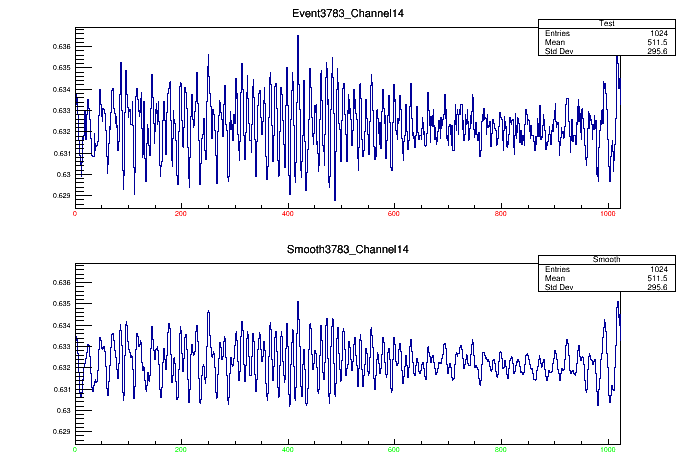 Event3783_Channel14
Test
Entries 1024
Mean 511.5
Std Dev 295.6
0.636
0.635
0.634
0.633
0.632
0.631
0.63
0.629
0 200 400 600 800 1000
Smooth3783_Channel14
Smooth
Entries 1024
Mean 511.5
Std Dev 295.6
0.636
0.635
0.634
0.633
0.632
0.631
0.63
0.629
0 200 400 600 800 1000